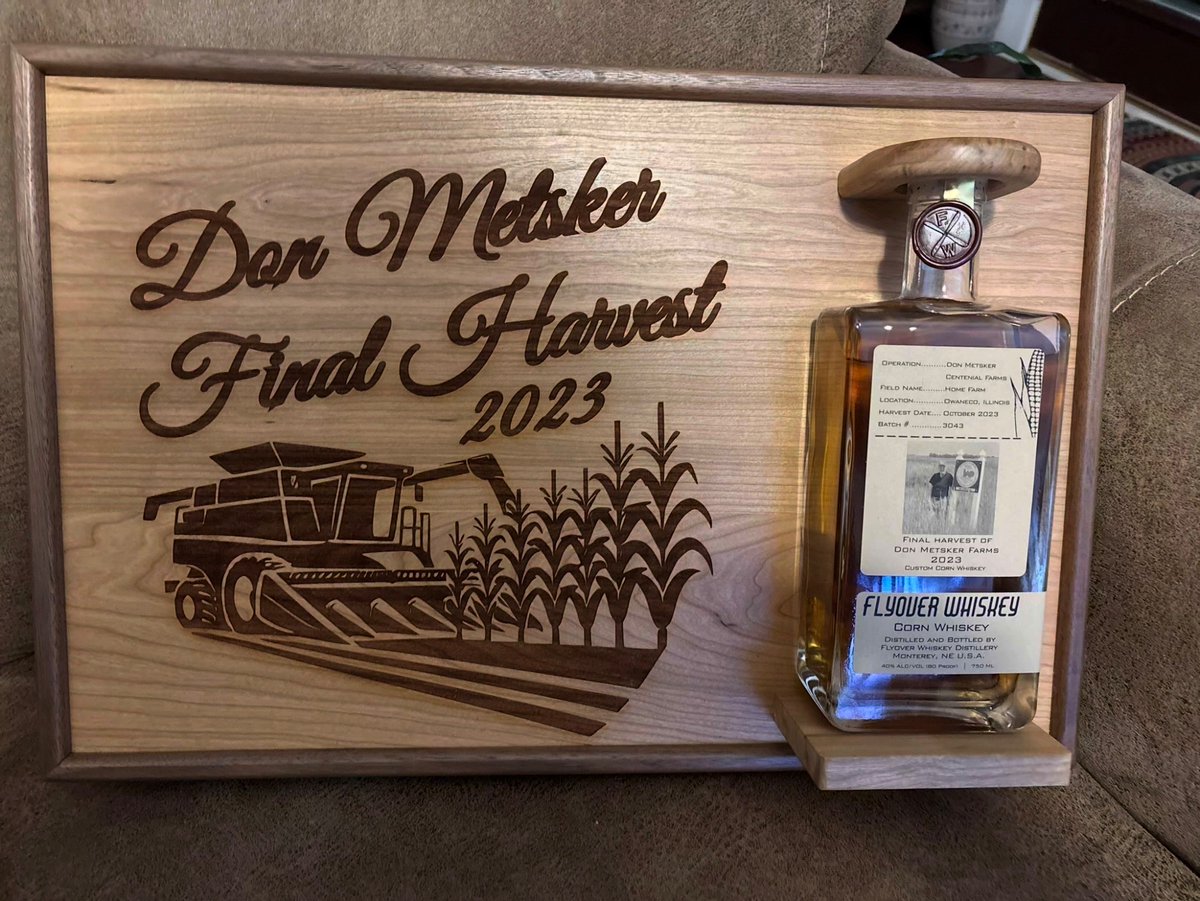 Don Metsker
Final Harvest
2023
F W
Operation..........Don Metsker
Centenial Farms
Field Name........Home Farm
Location............Owaneco, Illinois
Harvest Date.... October 2023
Batch # ............. 3043
Final harvest of
Don Metsker Farms
2023
Custom Corn Whiskey
FLYOVER WHISKEY
Corn Whiskey
Distilled and Bottled by
Flyover Whiskey Distillery
Monterey, NE U.S.A.
40% ALC/VOL (80 Proof) | 750 ML